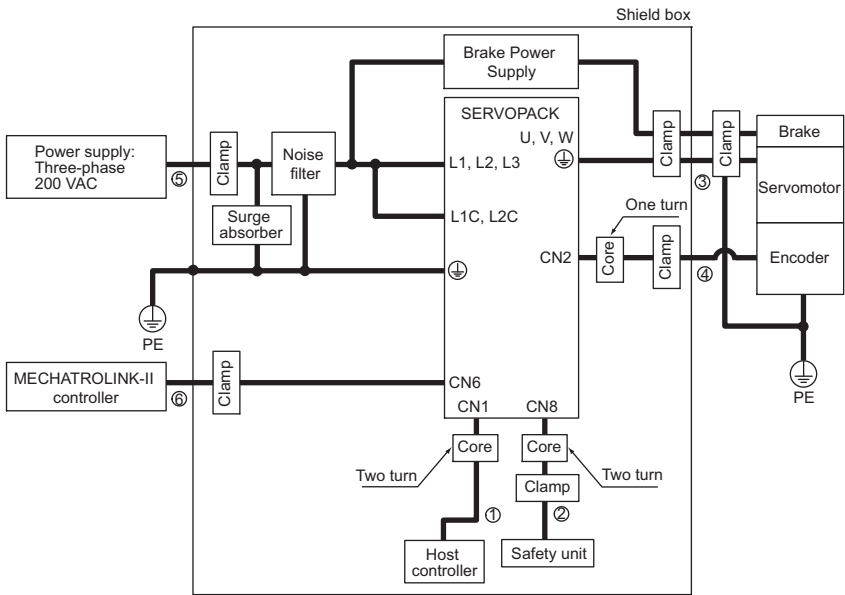 Shield box
Brake Power
Supply
SERVOPACK
U, V, W
Clamp
Clamp
Brake
Power supply:
Three-phase
200 VAC
⑤
Clamp
Noise
filter
L1, L2, L3
③
Servomotor
Surge
absorber
L1C, L2C
One turn
CN2
Core
Clamp
④
Encoder
PE
PE
MECHATROLINK-II
controller
⑥
Clamp
CN6
CN1
CN8
Core
Core
Two turn
Two turn
Clamp
①
②
Host
controller
Safety unit